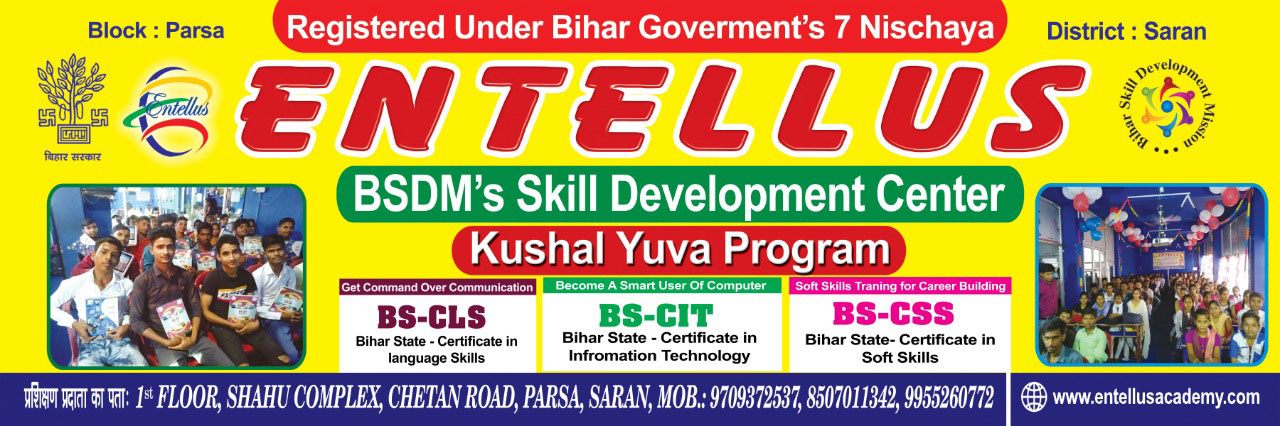 Registered Under Bihar Goverment's 7 Nischaya
Block : Parsa
District : Saran
बिहार सरकार
Entellus
ENTELLUS
Bihar Skill Development Mission
BSDM's Skill Development Center
Kushal Yuva Program
Get Command Over Communication
BS-CLS
Bihar State - Certificate in
language Skills
Become A Smart User Of Computer
BS-CIT
Bihar State - Certificate in
Infromation Technology
Soft Skills Traning for Career Building
BS-CSS
Bihar State- Certificate in
Soft Skills
प्रशिक्षण प्रदाता का पताः 1st FLOOR, SHAHU COMPLEX, CHETAN ROAD, PARSA, SARAN, MOB.: 9709372537, 8507011342, 9955260772
www.entellusacademy.com